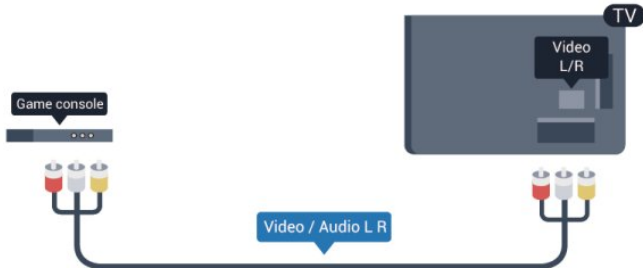 TV
Video
L/R
Game console
Video / Audio L R